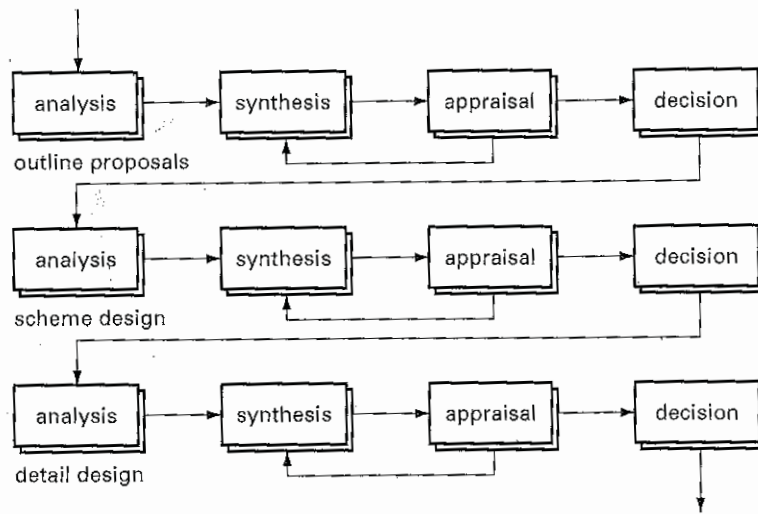 analysis synthesis appraisal decision
outline proposals
analysis synthesis appraisal decision
scheme design
analysis synthesis appraisal decision
detail design